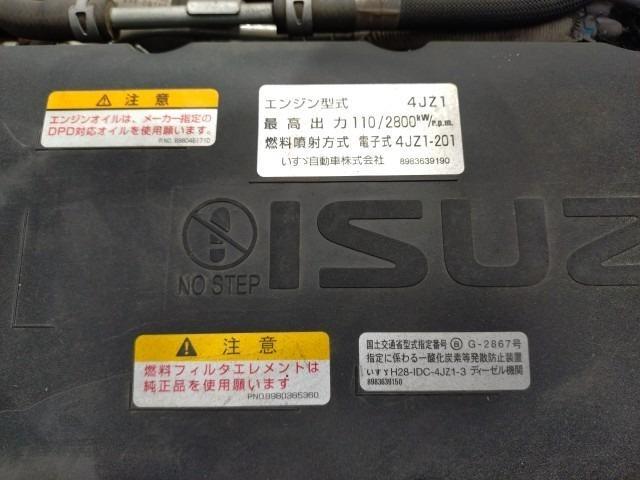 ⚠ 注意
エンジンオイルは、メーカー指定の
DPD対応オイルを使用願います。
P.NO. 8980461710
エンジン型式 4JZ1
最高出力 110/2800kW/r.p.m.
燃料噴射方式 電子式 4JZ1-201
いすゞ自動車株式会社 8983639190
NO STEP
ISUZ
⚠ 注意
燃料フィルタエレメントは
純正品を使用願います
P.NO.8980365360
国土交通省型式指定番号 Ⓑ G-2867号
指定に係わる一酸化炭素等発散防止装置
いすゞH28-IDC-4JZ1-3 ディーゼル機関
8983639150